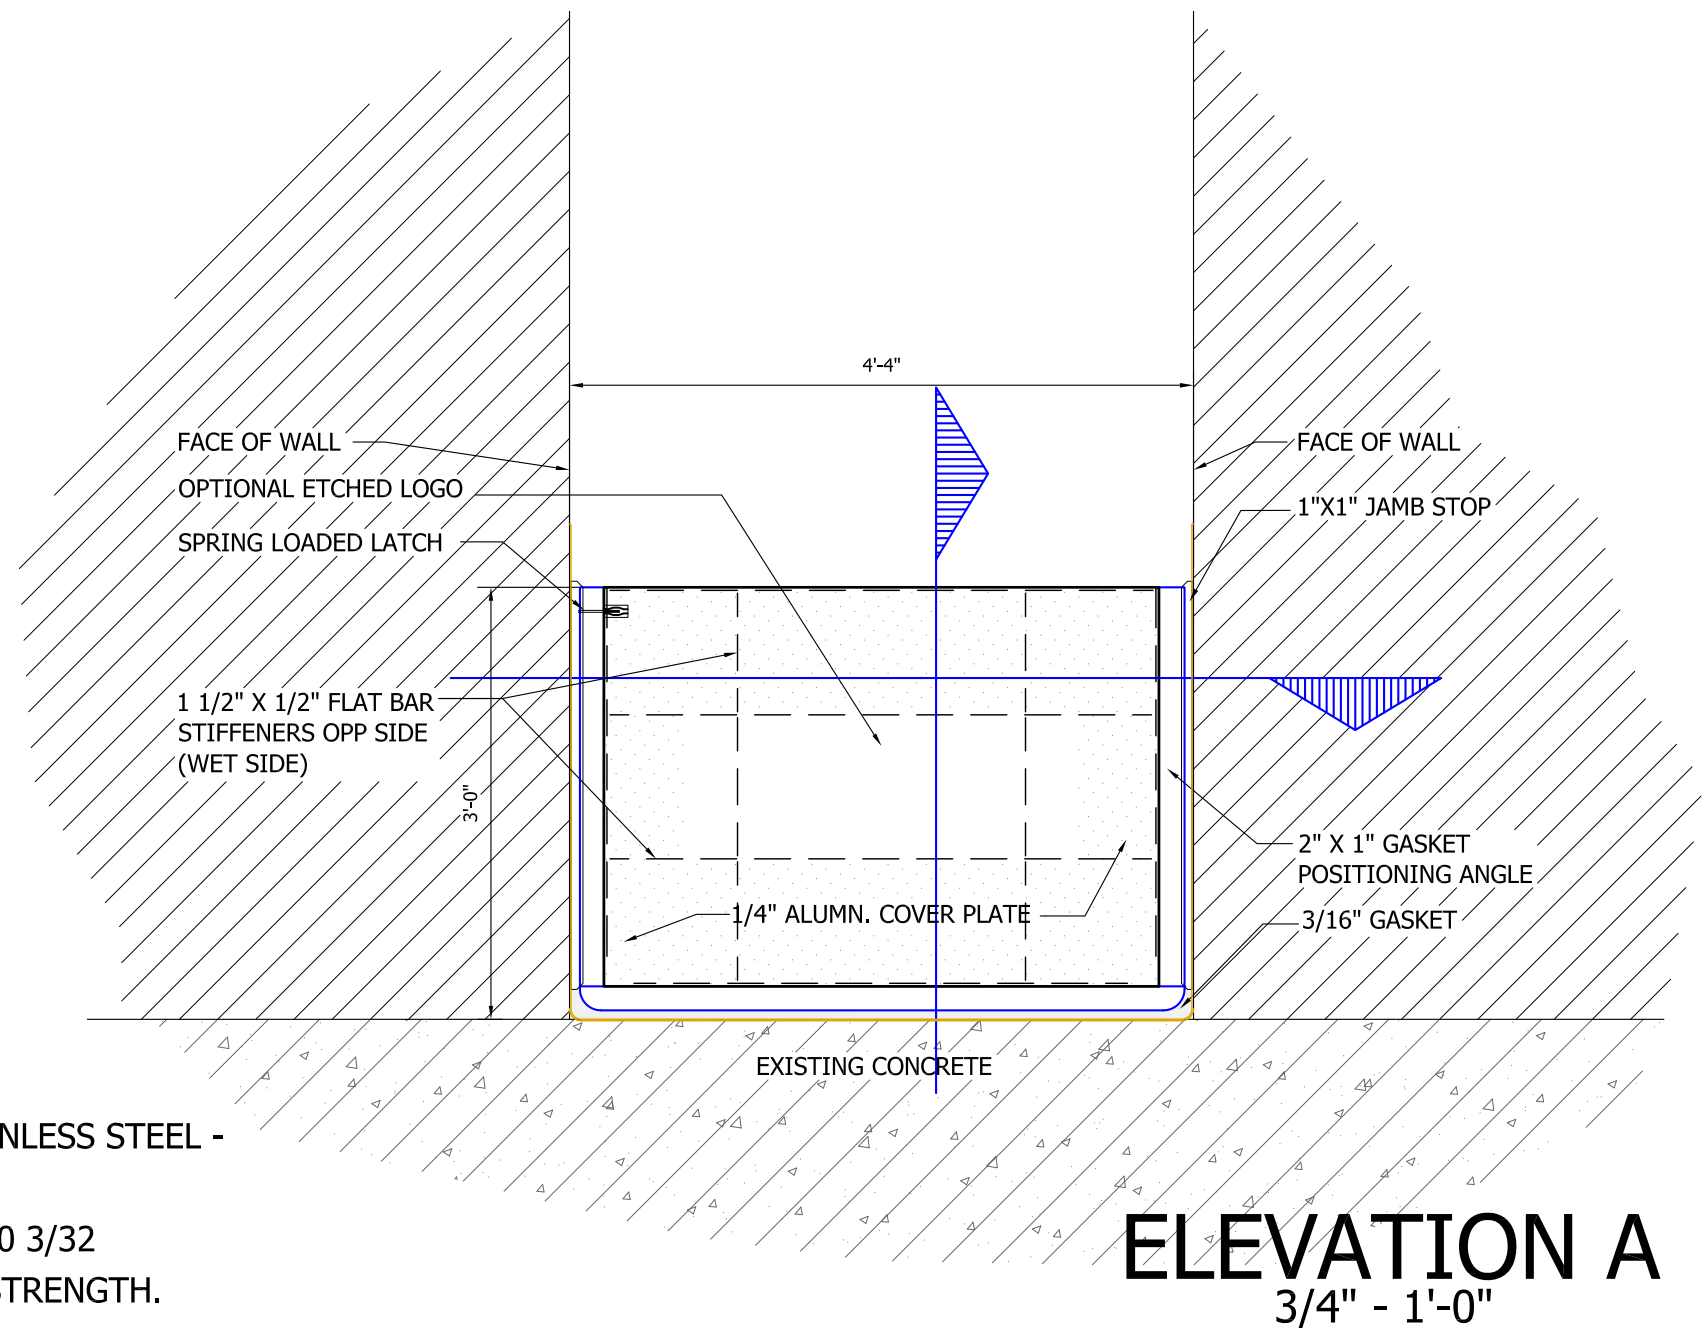 4'-4"
FACE OF WALL
OPTIONAL ETCHED LOGO
SPRING LOADED LATCH
1 1/2" X 1/2" FLAT BAR
STIFFENERS OPP SIDE
(WET SIDE)
3'-0"
FACE OF WALL
1"X1" JAMB STOP
2" X 1" GASKET
POSITIONING ANGLE
3/16" GASKET
1/4" ALUMN. COVER PLATE
EXISTING CONCRETE
NLESS STEEL -
0 3/32
STRENGTH.
ELEVATION A
3/4" - 1'-0"